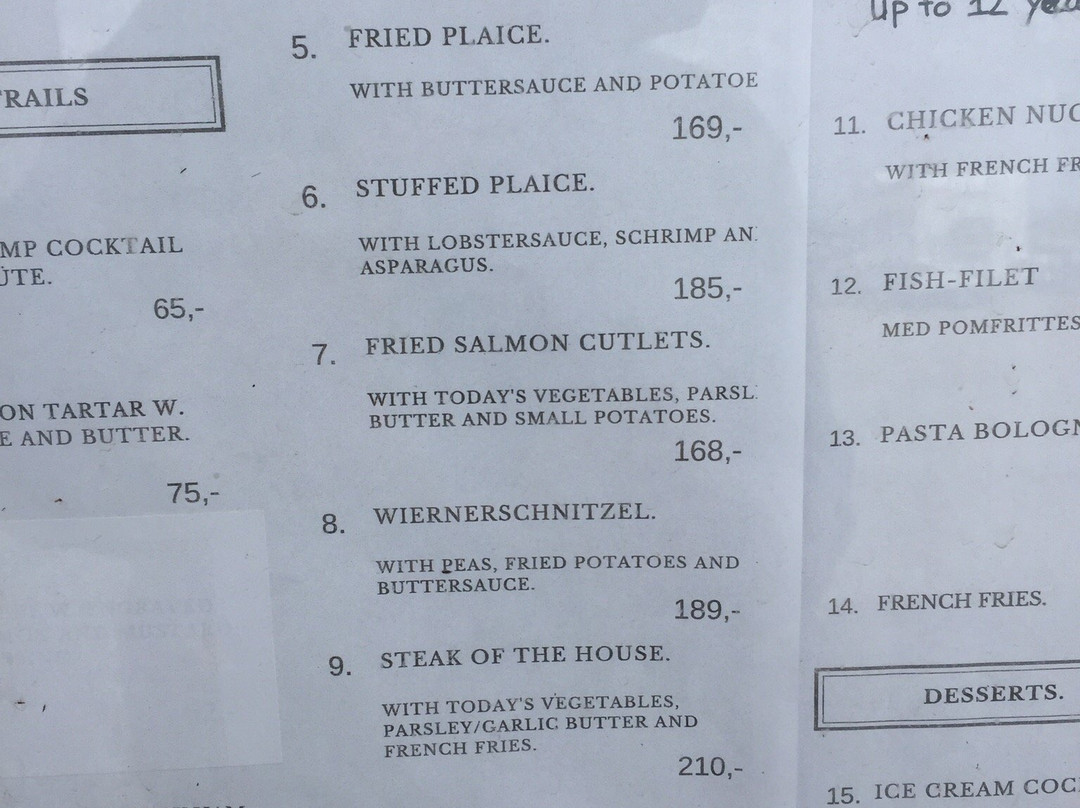 TRAILS
MP COCKTAIL
ÛTE.
65,-
ON TARTAR W.
E AND BUTTER.
75,-
5. FRIED PLAICE.
WITH BUTTERSAUCE AND POTATOE
169,-
6. STUFFED PLAICE.
WITH LOBSTERSAUCE, SCHRIMP AN
ASPARAGUS.
185,-
7. FRIED SALMON CUTLETS.
WITH TODAY'S VEGETABLES, PARSL
BUTTER AND SMALL POTATOES.
168,-
8. WIERNERSCHNITZEL.
WITH PEAS, FRIED POTATOES AND
BUTTERSAUCE.
189,-
9. STEAK OF THE HOUSE.
WITH TODAY'S VEGETABLES,
PARSLEY/GARLIC BUTTER AND
FRENCH FRIES.
210,-
up to 12 yea
11. CHICKEN NUG
WITH FRENCH FR
12. FISH-FILET
MED POMFRITTES
13. PASTA BOLOGN
14. FRENCH FRIES.
DESSERTS.
15. ICE CREAM COC